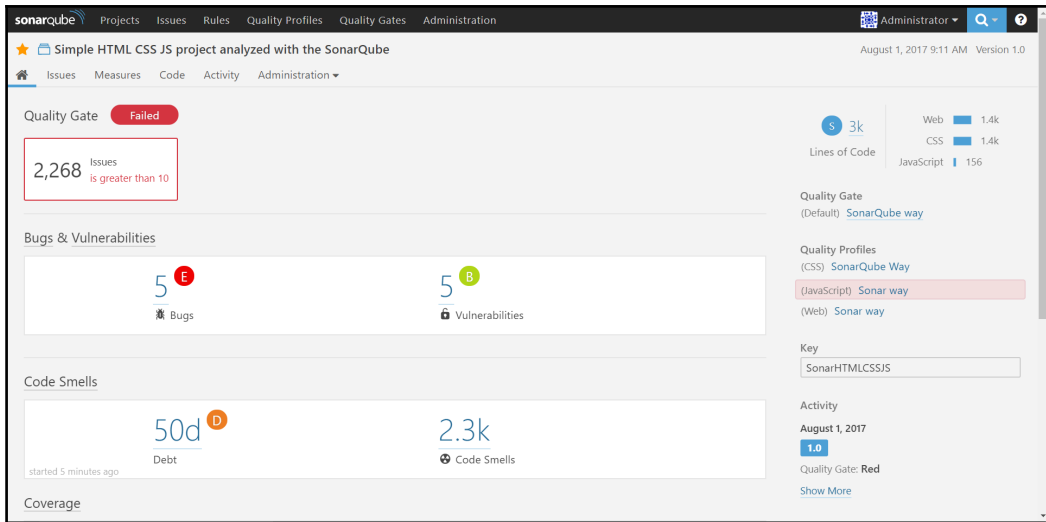 sonarqube Projects Issues Rules Quality Profiles Quality Gates Administration Administrator ?
Simple HTML CSS JS project analyzed with the SonarQube
August 1, 2017 9:11 AM Version 1.0
Issues Measures Code Activity Administration
Quality Gate Failed
2,268 Issues
is greater than 10
Bugs & Vulnerabilities
5 E
Bugs
5 B
Vulnerabilities
Code Smells
50d D
Debt
2.3k
Code Smells
started 5 minutes ago
Coverage
S 3k
Lines of Code
Web 1.4k
CSS 1.4k
JavaScript 156
Quality Gate
(Default) SonarQube way
Quality Profiles
(CSS) SonarQube Way
(JavaScript) Sonar way
(Web) Sonar way
Key
SonarHTMLCSSJS
Activity
August 1, 2017
1.0
Quality Gate: Red
Show More